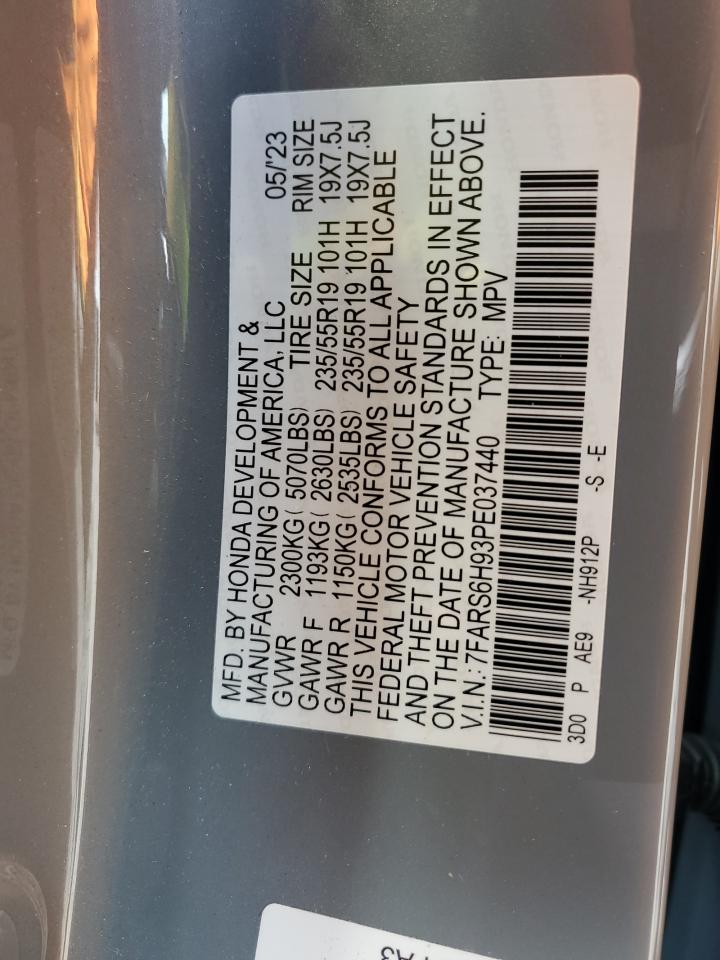 MFD. BY HONDA DEVELOPMENT &
MANUFACTURING OF AMERICA, LLC 05/'23
GVWR 2300KG( 5070LBS) TIRE SIZE RIM SIZE
GAWR F 1193KG( 2630LBS) 235/55R19 101H 19X7.5J
GAWR R 1150KG( 2535LBS) 235/55R19 101H 19X7.5J
THIS VEHICLE CONFORMS TO ALL APPLICABLE
FEDERAL MOTOR VEHICLE SAFETY
AND THEFT PREVENTION STANDARDS IN EFFECT
ON THE DATE OF MANUFACTURE SHOWN ABOVE.
V.I.N.: 7FARS6H93PE037440 TYPE: MPV
3D0 P AE9 -NH912P -S -E